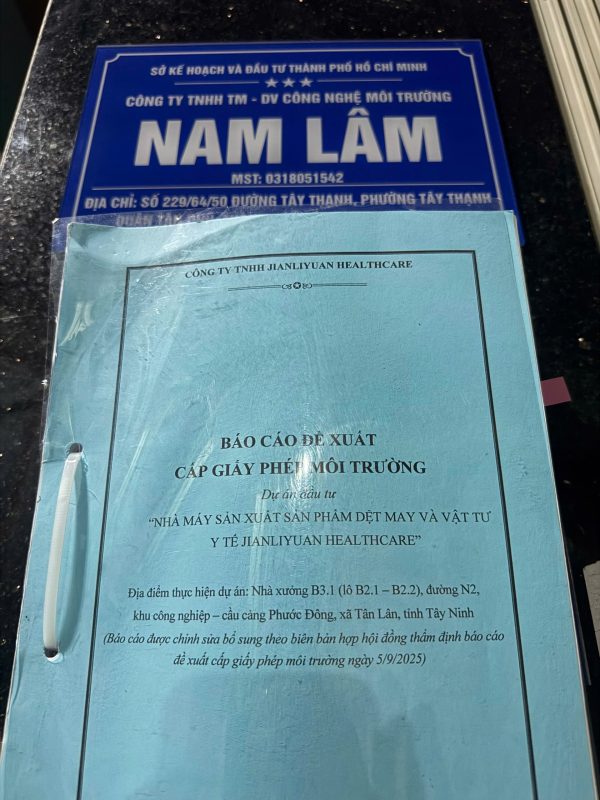 SỞ KẾ HOẠCH VÀ ĐẦU TƯ THÀNH PHỐ HỒ CHÍ MINH
CÔNG TY TNHH TM - DV CÔNG NGHỆ MÔI TRƯỜNG
NAM LÂM
MST: 0318051542
ĐỊA CHỈ: SỐ 229/64/50 ĐƯỜNG TÂY THẠNH, PHƯỜNG TÂY THẠNH
QUẬN TÂN
CÔNG TY TNHH JIANLIYUAN HEALTHCARE
BÁO CÁO ĐỀ XUẤT
CẤP GIẤY PHÉP MÔI TRƯỜNG
Dự án đầu tư
“NHÀ MÁY SẢN XUẤT SẢN PHẨM DỆT MAY VÀ VẬT TƯ
Y TẾ JIANLIYUAN HEALTHCARE”
Địa điểm thực hiện dự án: Nhà xưởng B3.1 (lô B2.1 – B2.2), đường N2,
khu công nghiệp – cầu cảng Phước Đông, xã Tân Lân, tỉnh Tây Ninh
(Báo cáo được chỉnh sửa bổ sung theo biên bản họp hội đồng thẩm định báo cáo
đề xuất cấp giấy phép môi trường ngày 5/9/2025)